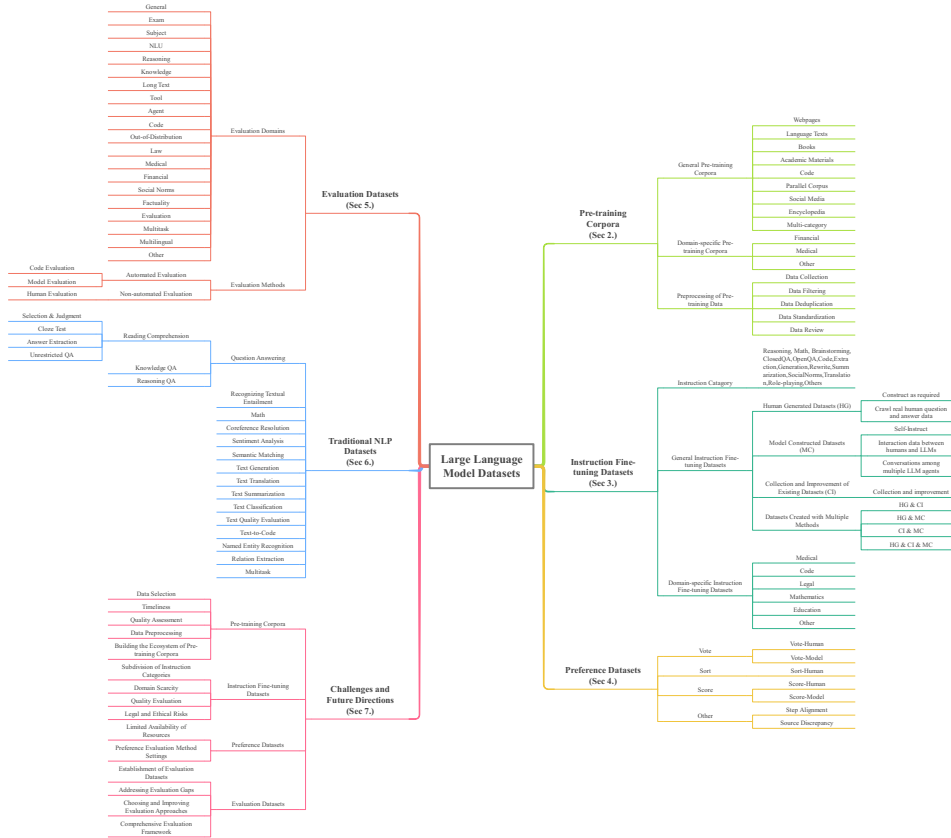 General
Exam
Subject
NLU
Reasoning
Knowledge
Long Text
Tool
Agent
Code
Out-of-Distribution
Law
Medical
Financial
Social Norms
Factuality
Evaluation
Multitask
Multilingual
Other
Evaluation Domains
Code Evaluation
Model Evaluation
Automated Evaluation
Human Evaluation
Non-automated Evaluation
Evaluation Methods
Evaluation Datasets
(Sec 5.)
Selection & Judgment
Cloze Test
Answer Extraction
Unrestricted QA
Reading Comprehension
Knowledge QA
Reasoning QA
Question Answering
Recognizing Textual
Entailment
Math
Coreference Resolution
Sentiment Analysis
Semantic Matching
Text Generation
Text Translation
Text Summarization
Text Classification
Text Quality Evaluation
Text-to-Code
Named Entity Recognition
Relation Extraction
Multitask
Traditional NLP
Datasets
(Sec 6.)
Data Selection
Timeliness
Quality Assessment
Data Preprocessing
Building the Ecosystem of Pre-
training Corpora
Pre-training Corpora
Subdivision of Instruction
Categories
Domain Scarcity
Quality Evaluation
Legal and Ethical Risks
Instruction Fine-tuning
Datasets
Limited Availability of
Resources
Preference Evaluation Method
Settings
Preference Datasets
Establishment of Evaluation
Datasets
Addressing Evaluation Gaps
Choosing and Improving
Evaluation Approaches
Comprehensive Evaluation
Framework
Evaluation Datasets
Challenges and
Future Directions
(Sec 7.)
Large Language
Model Datasets
Pre-training
Corpora
(Sec 2.)
General Pre-training
Corpora
Webpages
Language Texts
Books
Academic Materials
Code
Parallel Corpus
Social Media
Encyclopedia
Multi-category
Domain-specific Pre-
training Corpora
Financial
Medical
Other
Preprocessing of Pre-
training Data
Data Collection
Data Filtering
Data Deduplication
Data Standardization
Data Review
Instruction Fine-
tuning Datasets
(Sec 3.)
Instruction Catagory
Reasoning, Math, Brainstorming,
ClosedQA,OpenQA,Code,Extra
ction,Generation,Rewrite,Summ
arization,SocialNorms,Translatio
n,Role-playing,Others
General Instruction Fine-
tuning Datasets
Human Generated Datasets (HG)
Construct as required
Crawl real human question
and answer data
Model Constructed Datasets
(MC)
Self-Instruct
Interaction data between
humans and LLMs
Conversations among
multiple LLM agents
Collection and Improvement of
Existing Datasets (CI)
Collection and improvement
Datasets Created with Multiple
Methods
HG & CI
HG & MC
CI & MC
HG & CI & MC
Domain-specific Instruction
Fine-tuning Datasets
Medical
Code
Legal
Mathematics
Education
Other
Preference Datasets
(Sec 4.)
Vote
Vote-Human
Vote-Model
Sort
Sort-Human
Score
Score-Human
Score-Model
Other
Step Alignment
Source Discrepancy